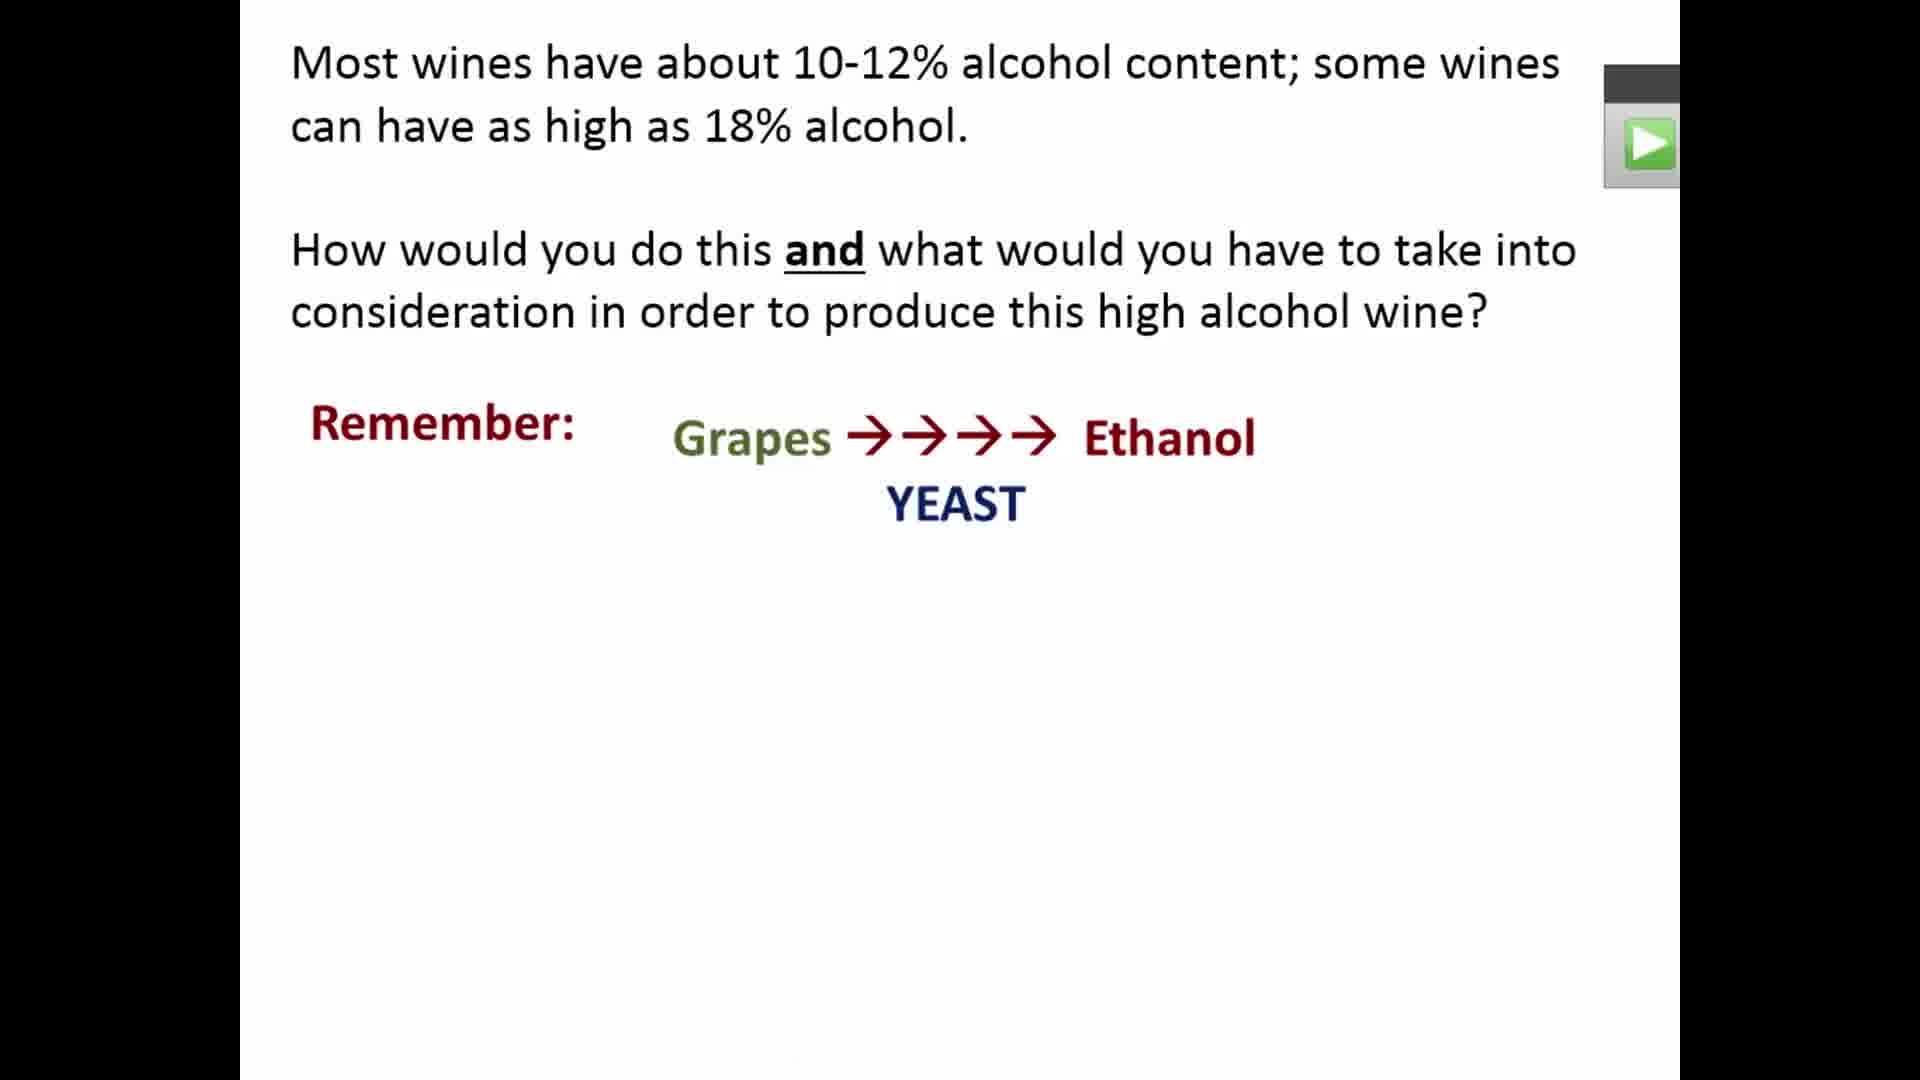 Most wines have about 10-12% alcohol content; some wines
can have as high as 18% alcohol.
How would you do this and what would you have to take into
consideration in order to produce this high alcohol wine?
Remember:
Grapes →→→→ Ethanol
YEAST